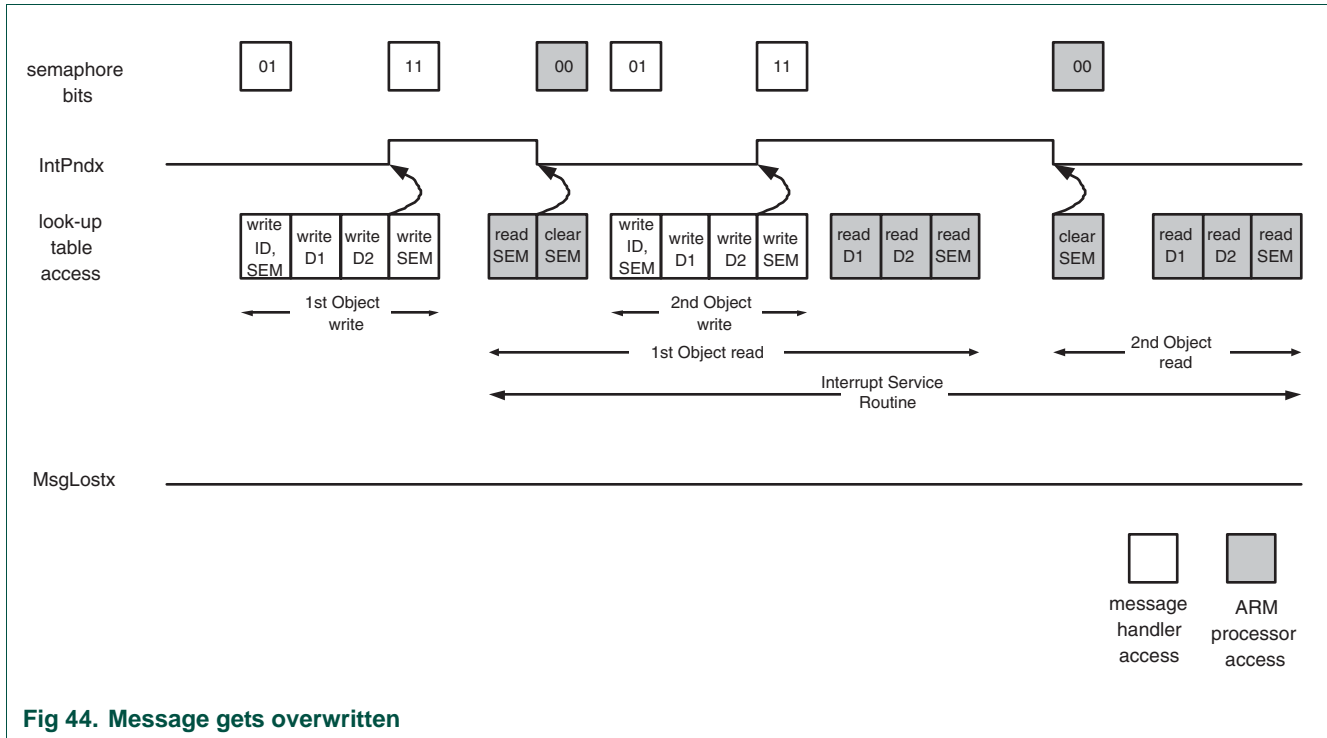 semaphore
bits
01
11
00
01
11
00
IntPndx
look-up
table
access
write
ID,
SEM
write
D1
write
D2
write
SEM
read
SEM
clear
SEM
write
ID,
SEM
write
D1
write
D2
write
SEM
read
D1
read
D2
read
SEM
clear
SEM
read
D1
read
D2
read
SEM
1st Object
write
2nd Object
write
1st Object read
2nd Object
read
Interrupt Service
Routine
MsgLostx
message
handler
access
ARM
processor
access
Fig 44. Message gets overwritten